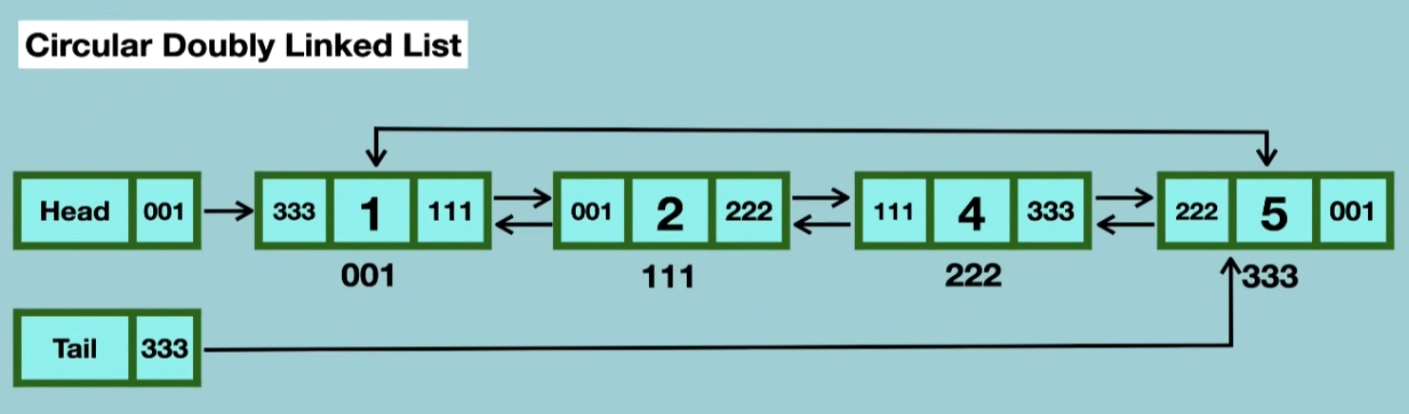 Circular Doubly Linked List
Head 001 333 1 111 001 2 222 111 4 333 222 5 001
001 111 222 333
Tail 333